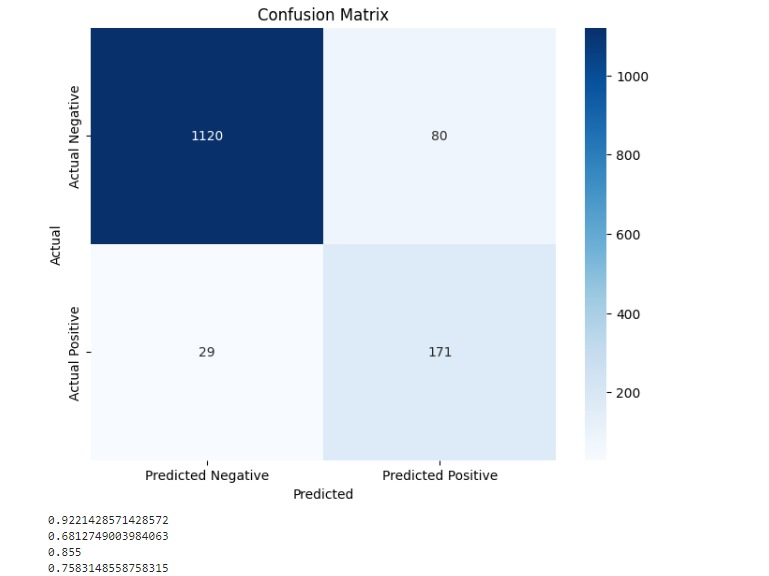 Confusion Matrix
Actual Negative
1120
80
1000
800
600
Actual
Actual Positive
29
171
400
200
Predicted Negative
Predicted Positive
Predicted
0.9221428571428572
0.6812749003984063
0.855
0.7583148558758315